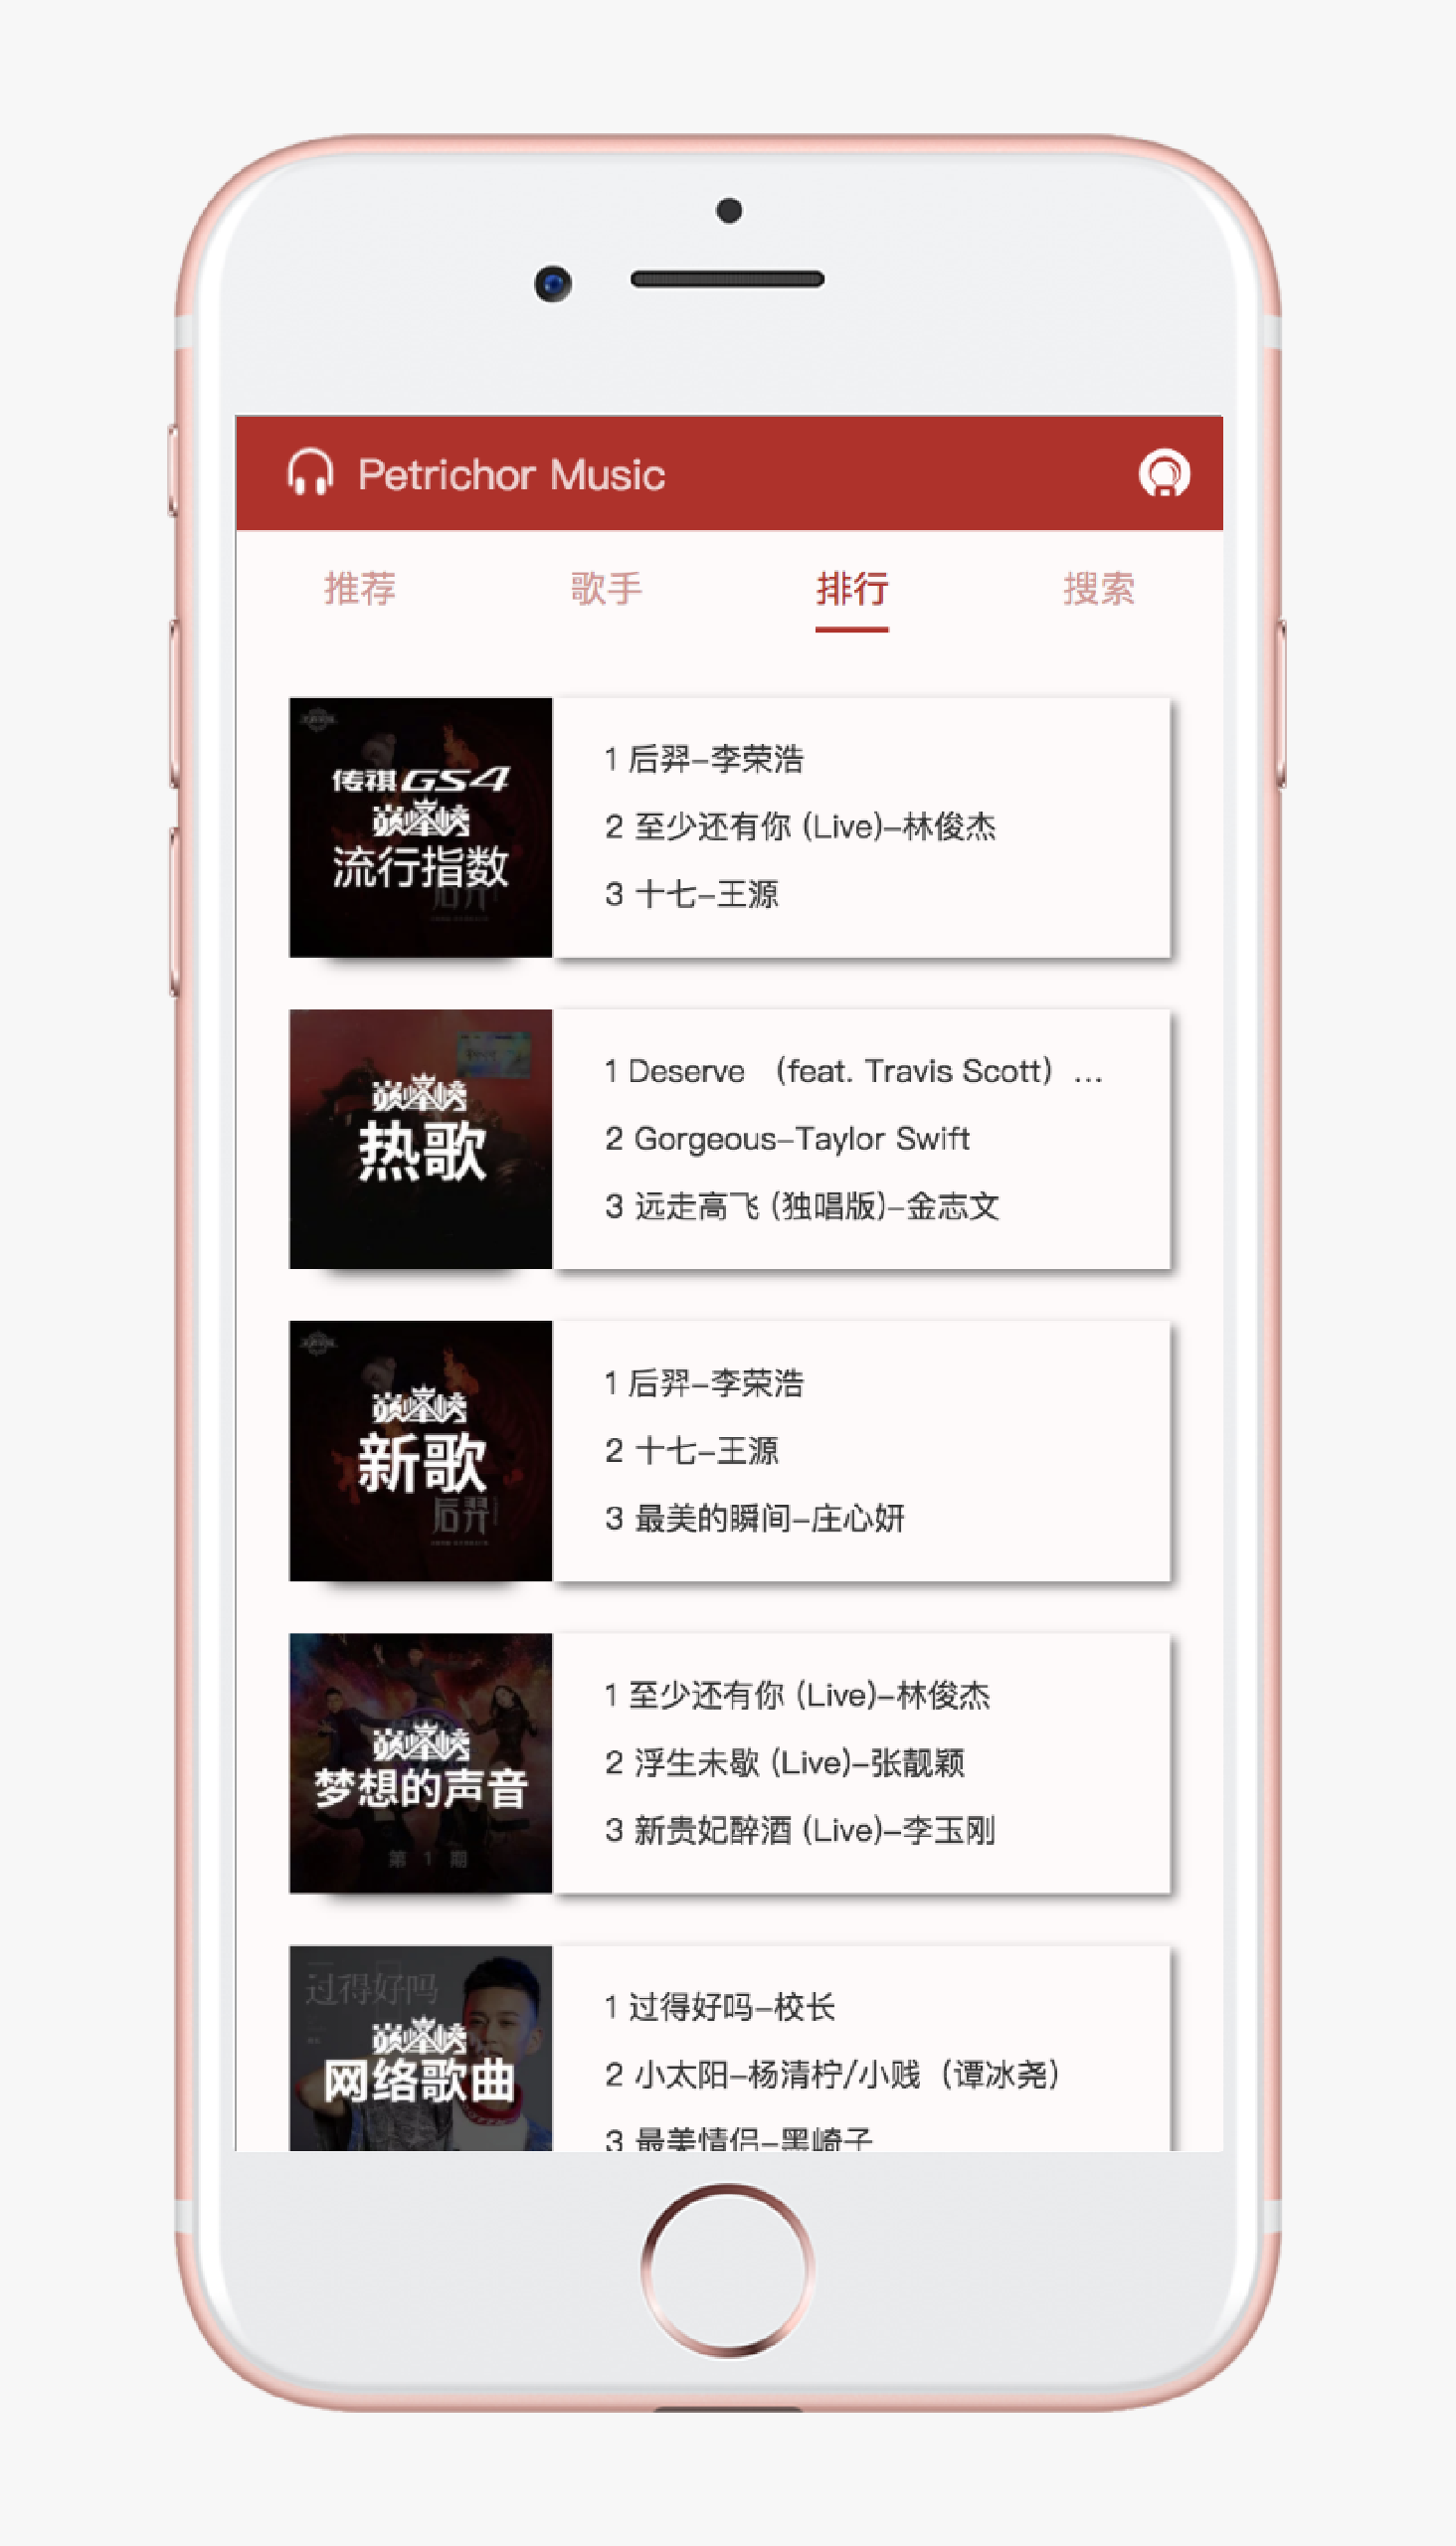 Petrichor Music
推荐 歌手 排行 搜索
传祺GS4
巅峰榜
流行指数
后羿
1 后羿-李荣浩
2 至少还有你 (Live)-林俊杰
3 十七-王源
巅峰榜
热歌
1 Deserve （feat. Travis Scott）...
2 Gorgeous-Taylor Swift
3 远走高飞 (独唱版)-金志文
巅峰榜
新歌
后羿
1 后羿-李荣浩
2 十七-王源
3 最美的瞬间-庄心妍
巅峰榜
梦想的声音
第 1 期
1 至少还有你 (Live)-林俊杰
2 浮生未歇 (Live)-张靓颖
3 新贵妃醉酒 (Live)-李玉刚
过得好吗
巅峰榜
网络歌曲
1 过得好吗-校长
2 小太阳-杨清柠/小贱（谭冰尧）
3 最美情侣-黑崎子